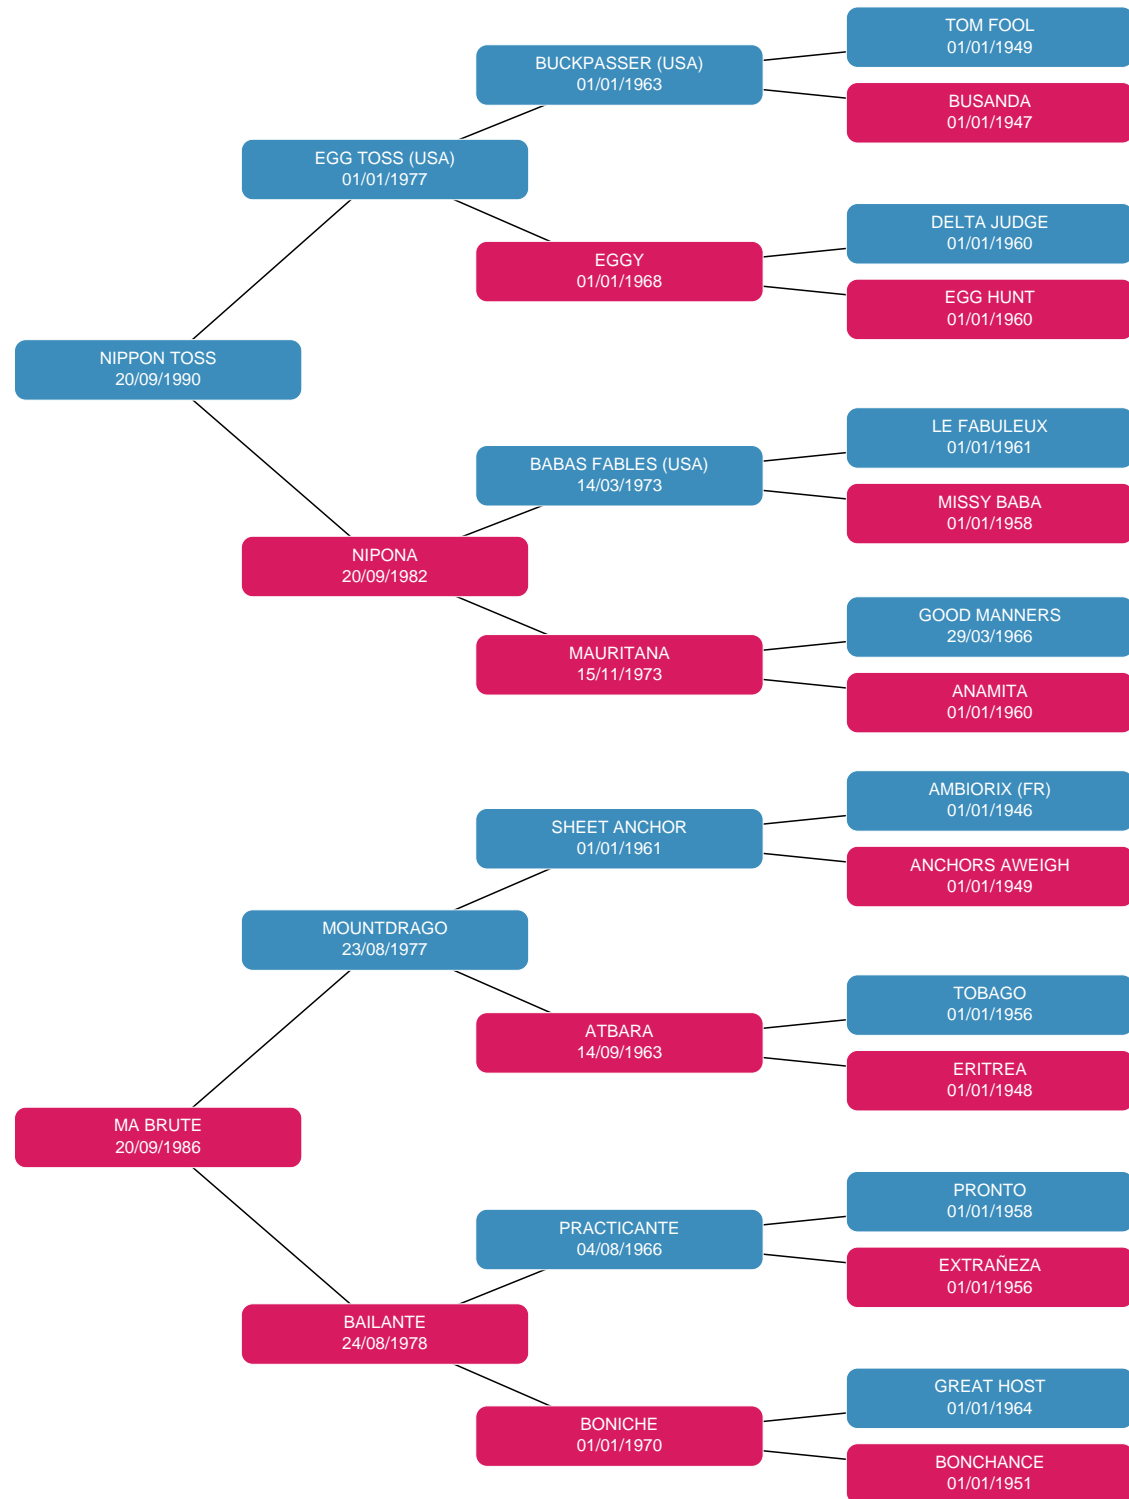 TOM FOOL
01/01/1949
BUCKPASSER (USA)
01/01/1963
BUSANDA
01/01/1947
EGG TOSS (USA)
01/01/1977
DELTA JUDGE
01/01/1960
EGGY
01/01/1968
EGG HUNT
01/01/1960
NIPPON TOSS
20/09/1990
LE FABULEUX
01/01/1961
BABAS FABLES (USA)
14/03/1973
MISSY BABA
01/01/1958
NIPONA
20/09/1982
GOOD MANNERS
29/03/1966
MAURITANA
15/11/1973
ANAMITA
01/01/1960
AMBIORIX (FR)
01/01/1946
SHEET ANCHOR
01/01/1961
ANCHORS AWEIGH
01/01/1949
MOUNTDRAGO
23/08/1977
TOBAGO
01/01/1956
ATBARA
14/09/1963
ERITREA
01/01/1948
MA BRUTE
20/09/1986
PRONTO
01/01/1958
PRACTICANTE
04/08/1966
EXTRAÑEZA
01/01/1956
BAILANTE
24/08/1978
GREAT HOST
01/01/1964
BONICHE
01/01/1970
BONCHANCE
01/01/1951